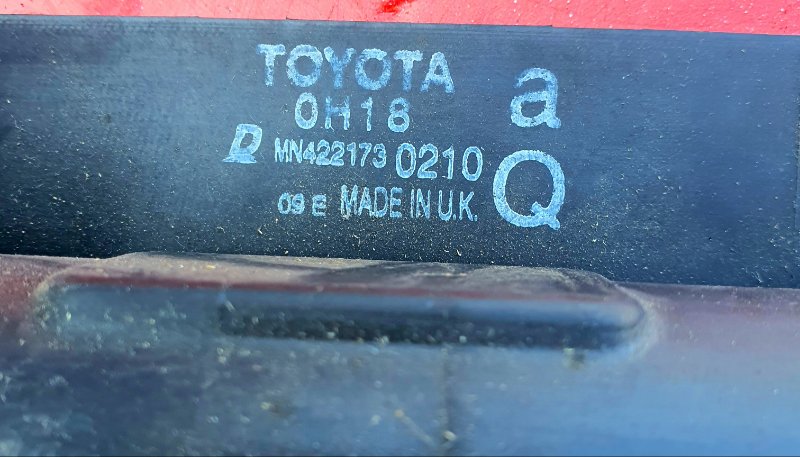 TOYOTA
0H18 a
D MN422173 0210 Q
09 E MADE IN U.K.